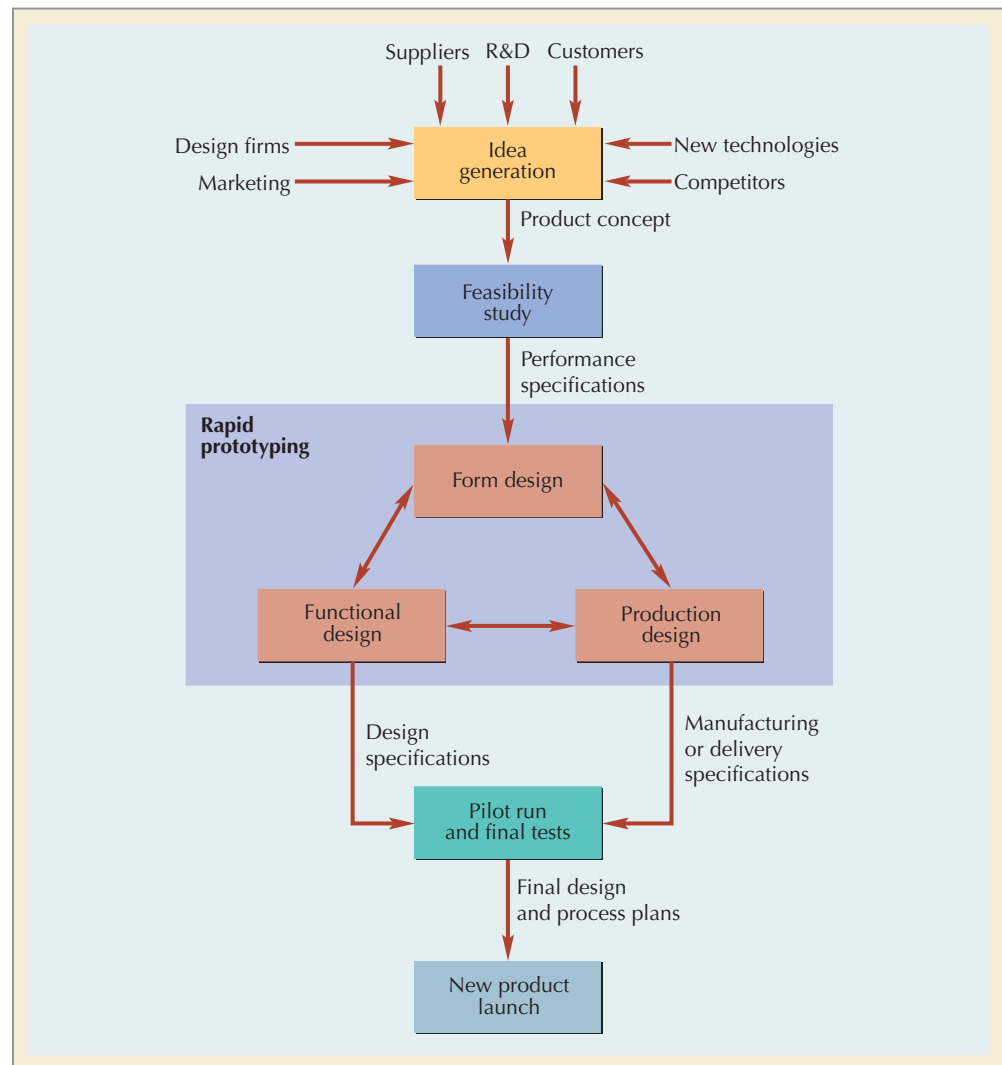 Suppliers
R&D
Customers
Design firms
Marketing
Idea
generation
New technologies
Competitors
Product concept
Feasibility
study
Performance
specifications
Rapid
prototyping
Form design
Functional
design
Production
design
Design
specifications
Manufacturing
or delivery
specifications
Pilot run
and final tests
Final design
and process plans
New product
launch